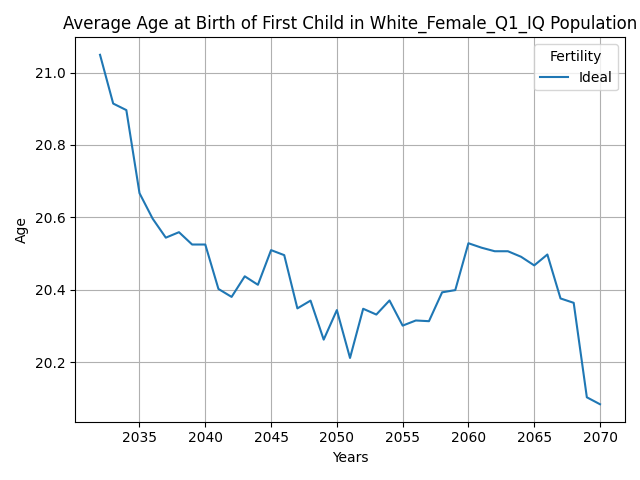 Average Age at Birth of First Child in White_Female_Q1_IQ Population
Fertility
Ideal
21.0
20.8
20.6
20.4
20.2
Age
2035
2040
2045
2050
2055
2060
2065
2070
Years